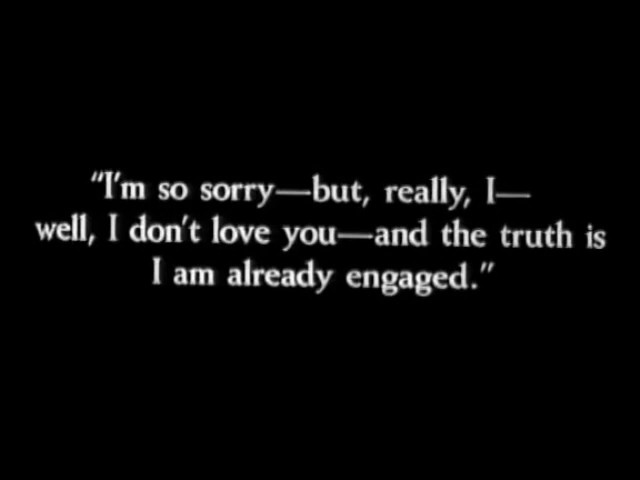 "I'm so sorry—but, really, I—
well, I don't love you—and the truth is
I am already engaged."